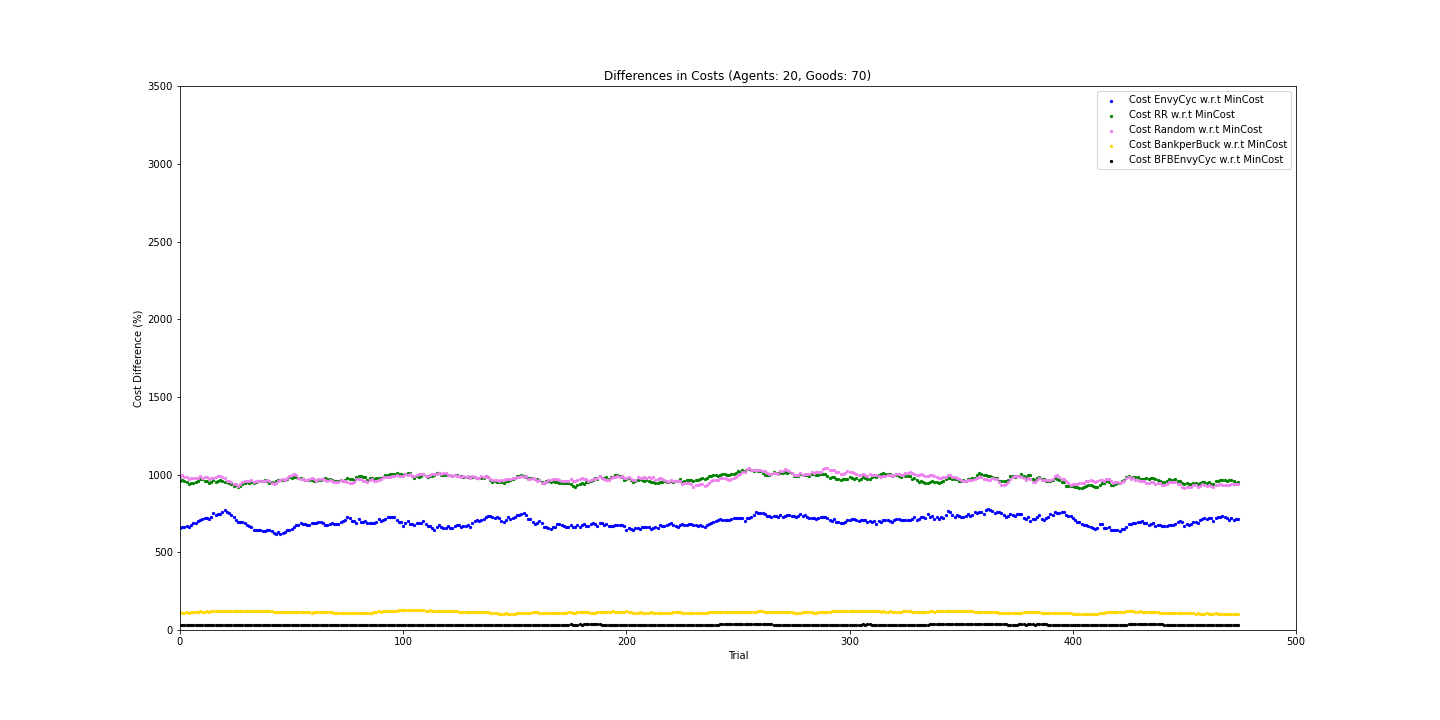 Differences in Costs (Agents: 20, Goods: 70)
3500
3000
2500
2000
1500
1000
500
0
Cost Difference (%)
Cost EnvyCyc w.r.t MinCost
Cost RR w.r.t MinCost
Cost Random w.r.t MinCost
Cost BankperBuck w.r.t MinCost
Cost BFBEnvyCyc w.r.t MinCost
0 100 200 300 400 500
Trial